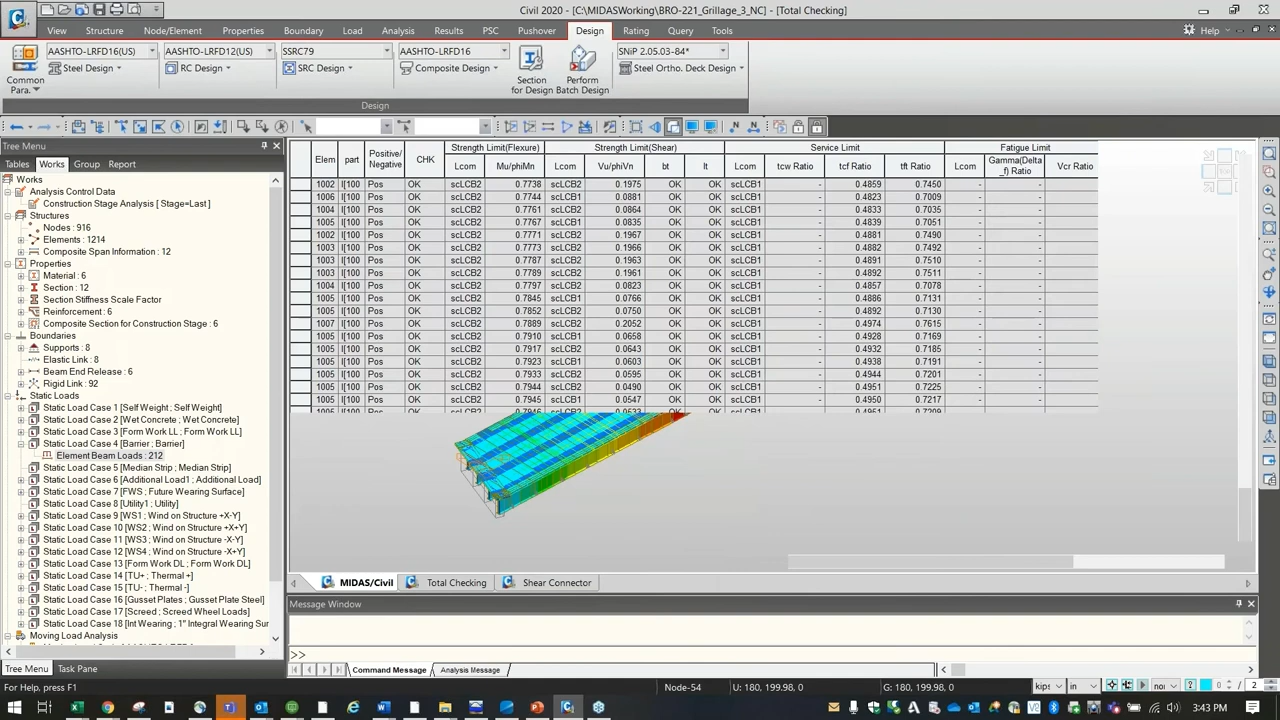 Civil 2020 - [C:\MIDASWorking\BRO-221_Grillage_3_NC] - [Total Checking]
View Structure Node/Element Properties Boundary Load Analysis Results PSC Pushover Design Rating Query Tools Help
AASHTO-LRFD16(US) AASHTO-LRFD12(US) SSRC79 AASHTO-LRFD16 SNiP 2.05.03-84*
Common Para. Steel Design RC Design SRC Design Composite Design Section for Design Perform Batch Design Steel Ortho. Deck Design
Design
Tree Menu
Tables Works Group Report
Works
Analysis Control Data
Construction Stage Analysis [ Stage=Last ]
Structures
Nodes : 916
Elements : 1214
Composite Span Information : 12
Properties
Material : 6
Section : 12
Section Stiffness Scale Factor
Reinforcement : 6
Composite Section for Construction Stage : 6
Boundaries
Supports : 8
Elastic Link : 8
Beam End Release : 6
Rigid Link : 92
Static Loads
Static Load Case 1 [Self Weight ; Self Weight]
Static Load Case 2 [Wet Concrete ; Wet Concrete]
Static Load Case 3 [Form Work LL ; Form Work LL]
Static Load Case 4 [Barrier ; Barrier]
Element Beam Loads : 212
Static Load Case 5 [Median Strip ; Median Strip]
Static Load Case 6 [Additional Load1 ; Additional Load]
Static Load Case 7 [FWS ; Future Wearing Surface]
Static Load Case 8 [Utility1 ; Utility]
Static Load Case 9 [WS1 ; Wind on Structure +X-Y]
Static Load Case 10 [WS2 ; Wind on Structure +X+Y]
Static Load Case 11 [WS3 ; Wind on Structure -X-Y]
Static Load Case 12 [WS4 ; Wind on Structure -X+Y]
Static Load Case 13 [Form Work DL ; Form Work DL]
Static Load Case 14 [TU+ ; Thermal +]
Static Load Case 15 [TU- ; Thermal -]
Static Load Case 16 [Gusset Plates ; Gusset Plate Steel]
Static Load Case 17 [Screed ; Screed Wheel Loads]
Static Load Case 18 [Int Wearing ; 1" Integral Wearing Sur
Moving Load Analysis
Tree Menu Task Pane
Strength Limit(Flexure) Strength Limit(Shear) Service Limit Fatigue Limit
Elem part Positive/Negative CHK Lcom Mu/phiMn Lcom Vu/phiVn bt lt Lcom tcw Ratio tcf Ratio tft Ratio Lcom Gamma(Delta_f) Ratio Vcr Ratio
1002 I[100 Pos OK scLCB2 0.7738 scLCB2 0.1975 OK OK scLCB1 - 0.4859 0.7450 - - -
1006 I[100 Pos OK scLCB2 0.7744 scLCB1 0.0881 OK OK scLCB1 - 0.4823 0.7009 - - -
1004 I[100 Pos OK scLCB2 0.7761 scLCB2 0.0864 OK OK scLCB1 - 0.4833 0.7035 - - -
1005 I[100 Pos OK scLCB2 0.7767 scLCB1 0.0835 OK OK scLCB1 - 0.4839 0.7051 - - -
1002 I[100 Pos OK scLCB2 0.7771 scLCB2 0.1967 OK OK scLCB1 - 0.4881 0.7490 - - -
1003 I[100 Pos OK scLCB2 0.7773 scLCB2 0.1966 OK OK scLCB1 - 0.4882 0.7492 - - -
1003 I[100 Pos OK scLCB2 0.7787 scLCB2 0.1963 OK OK scLCB1 - 0.4891 0.7510 - - -
1003 I[100 Pos OK scLCB2 0.7789 scLCB2 0.1961 OK OK scLCB1 - 0.4892 0.7511 - - -
1004 I[100 Pos OK scLCB2 0.7797 scLCB2 0.0823 OK OK scLCB1 - 0.4857 0.7078 - - -
1005 I[100 Pos OK scLCB2 0.7845 scLCB1 0.0766 OK OK scLCB1 - 0.4886 0.7131 - - -
1005 I[100 Pos OK scLCB2 0.7852 scLCB1 0.0750 OK OK scLCB1 - 0.4892 0.7130 - - -
1007 I[100 Pos OK scLCB2 0.7889 scLCB2 0.2052 OK OK scLCB1 - 0.4974 0.7615 - - -
1005 I[100 Pos OK scLCB2 0.7910 scLCB1 0.0658 OK OK scLCB1 - 0.4928 0.7169 - - -
1005 I[100 Pos OK scLCB2 0.7917 scLCB1 0.0643 OK OK scLCB1 - 0.4932 0.7185 - - -
1005 I[100 Pos OK scLCB2 0.7923 scLCB1 0.0603 OK OK scLCB1 - 0.4938 0.7191 - - -
1005 I[100 Pos OK scLCB2 0.7933 scLCB1 0.0595 OK OK scLCB1 - 0.4944 0.7201 - - -
1005 I[100 Pos OK scLCB2 0.7944 scLCB2 0.0490 OK OK scLCB1 - 0.4951 0.7225 - - -
1005 I[100 Pos OK scLCB2 0.7945 scLCB1 0.0547 OK OK scLCB1 - 0.4950 0.7217 - - -
MIDAS/Civil Total Checking Shear Connector
Message Window
>>
Command Message Analysis Message
For Help, press F1 Node-54 U: 180, 199.98, 0 G: 180, 199.98, 0 kips in 0 / 2
3:43 PM